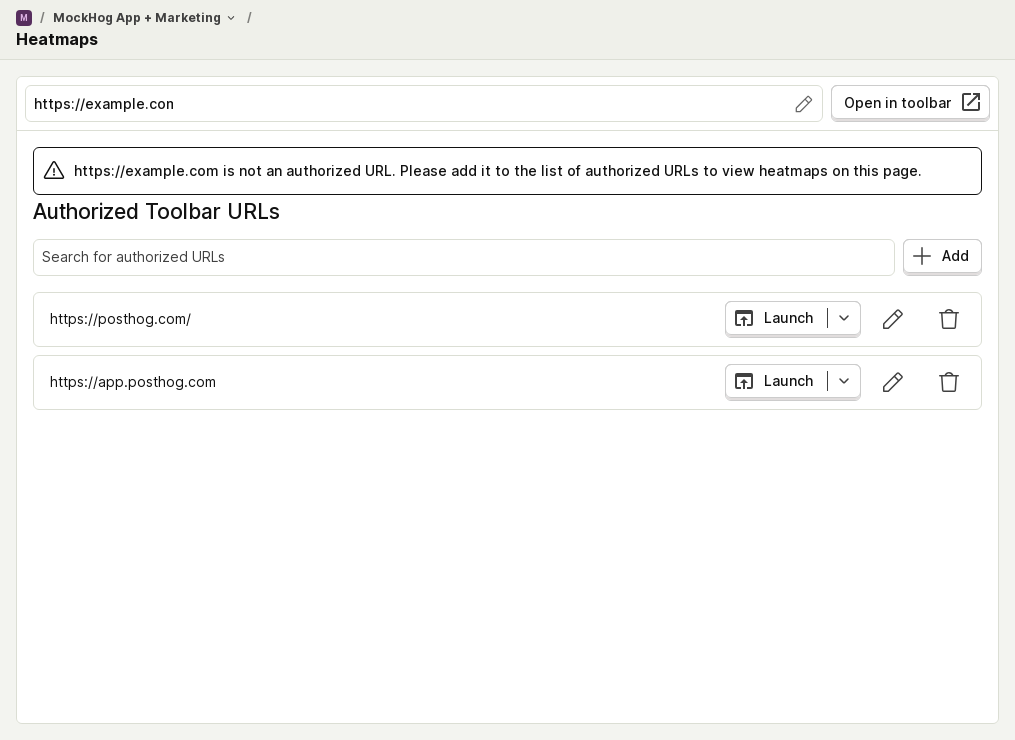 M / MockHog App + Marketing /
Heatmaps
https://example.con
Open in toolbar
https://example.com is not an authorized URL. Please add it to the list of authorized URLs to view heatmaps on this page.
Authorized Toolbar URLs
Search for authorized URLs
Add
https://posthog.com/
Launch
https://app.posthog.com
Launch